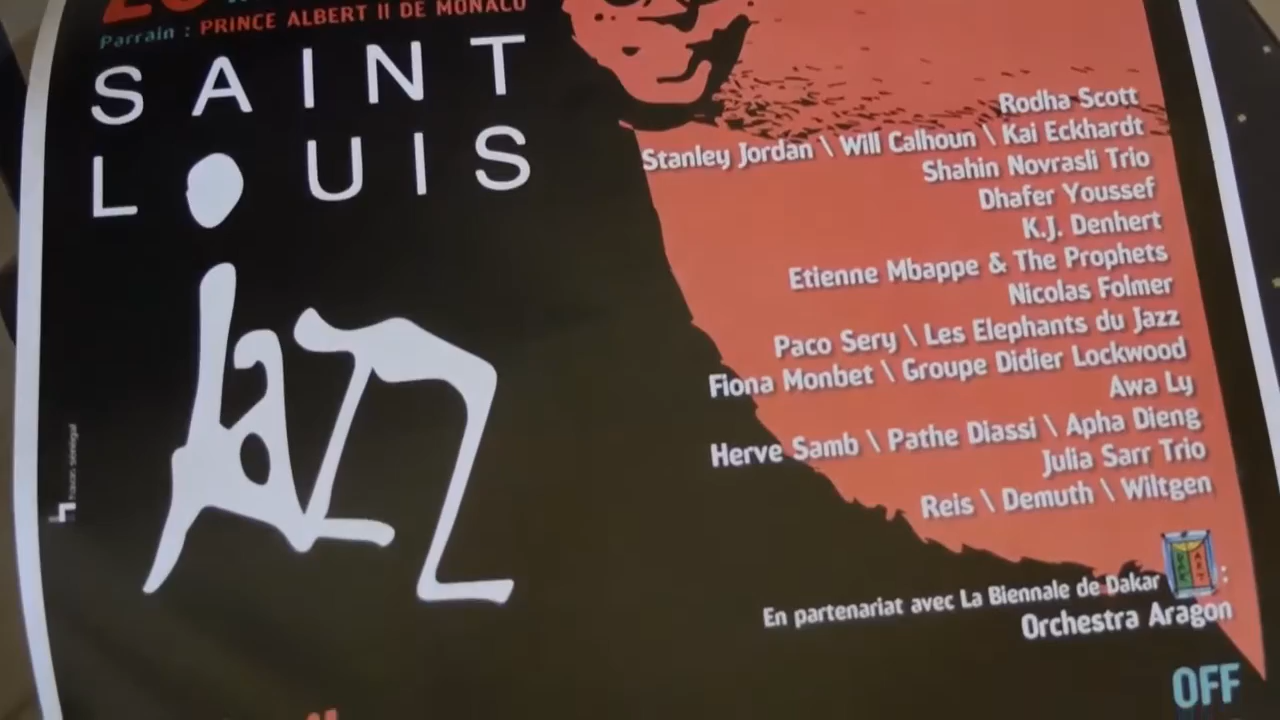 Parrain : PRINCE ALBERT II DE MONACO
SAINT
LOUIS
Jazz
Rodha Scott
Stanley Jordan \ Will Calhoun \ Kai Eckhardt
Shahin Novrasli Trio
Dhafer Youssef
K.J. Denhert
Etienne Mbappe & The Prophets
Nicolas Folmer
Paco Sery \ Les Elephants du Jazz
Fiona Monbet \ Groupe Didier Lockwood
Awa Ly
Herve Samb \ Pathe Diassi \ Apha Dieng
Julia Sarr Trio
Reis \ Demuth \ Wiltgen
En partenariat avec La Biennale de Dakar :
Orchestra Aragon
OFF